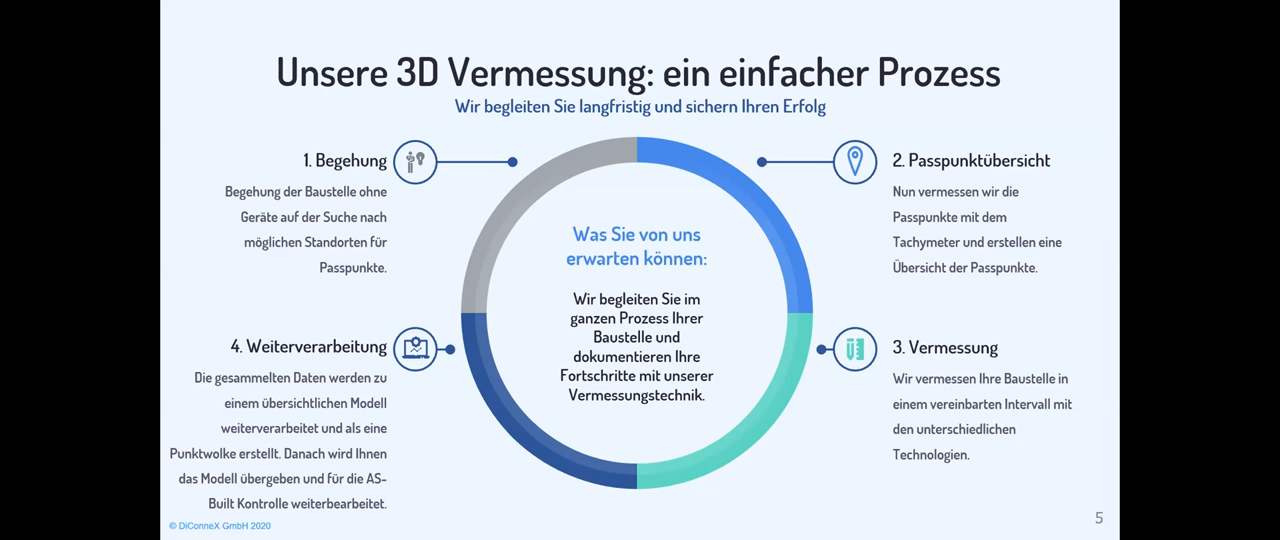 Unsere 3D Vermessung: ein einfacher Prozess
Wir begleiten Sie langfristig und sichern Ihren Erfolg
1. Begehung
Begehung der Baustelle ohne
Geräte auf der Suche nach
möglichen Standorten für
Passpunkte.
2. Passpunktübersicht
Nun vermessen wir die
Passpunkte mit dem
Tachymeter und erstellen eine
Übersicht der Passpunkte.
Was Sie von uns
erwarten können:
Wir begleiten Sie im
ganzen Prozess Ihrer
Baustelle und
dokumentieren Ihre
Fortschritte mit unserer
Vermessungstechnik.
3. Vermessung
Wir vermessen Ihre Baustelle in
einem vereinbarten Intervall mit
den unterschiedlichen
Technologien.
4. Weiterverarbeitung
Die gesammelten Daten werden zu
einem übersichtlichen Modell
weiterverarbeitet und als eine
Punktwolke erstellt. Danach wird Ihnen
das Modell übergeben und für die AS-
Built Kontrolle weiterbearbeitet.
© DiConneX GmbH 2020
5